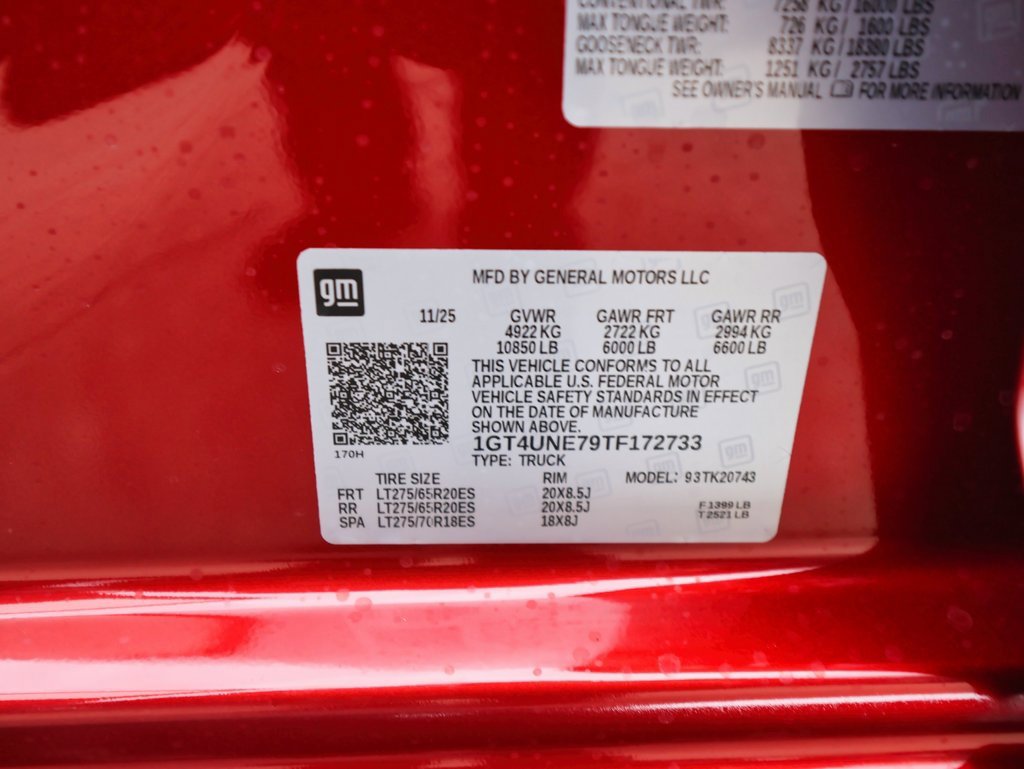 CONVENTIONAL TWR: 7258 KG/16000 LBS
MAX TONGUE WEIGHT: 726 KG/ 1600 LBS
GOOSENECK TWR: 8337 KG/18380 LBS
MAX TONGUE WEIGHT: 1251 KG/ 2757 LBS
SEE OWNER'S MANUAL FOR MORE INFORMATION
gm
MFD BY GENERAL MOTORS LLC
11/25 GVWR GAWR FRT GAWR RR
4922 KG 2722 KG 2994 KG
10850 LB 6000 LB 6600 LB
THIS VEHICLE CONFORMS TO ALL
APPLICABLE U.S. FEDERAL MOTOR
VEHICLE SAFETY STANDARDS IN EFFECT
ON THE DATE OF MANUFACTURE
SHOWN ABOVE.
1GT4UNE79TF172733
170H
TYPE: TRUCK
TIRE SIZE RIM MODEL: 93TK20743
FRT LT275/65R20ES 20X8.5J
RR LT275/65R20ES 20X8.5J
SPA LT275/70R18ES 18X8J
F 1399 LB
T 2521 LB